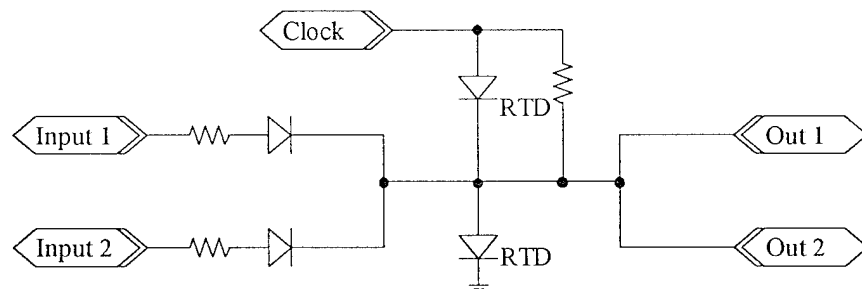 Clock
RTD
Input 1
Out 1
Input 2
RTD
Out 2